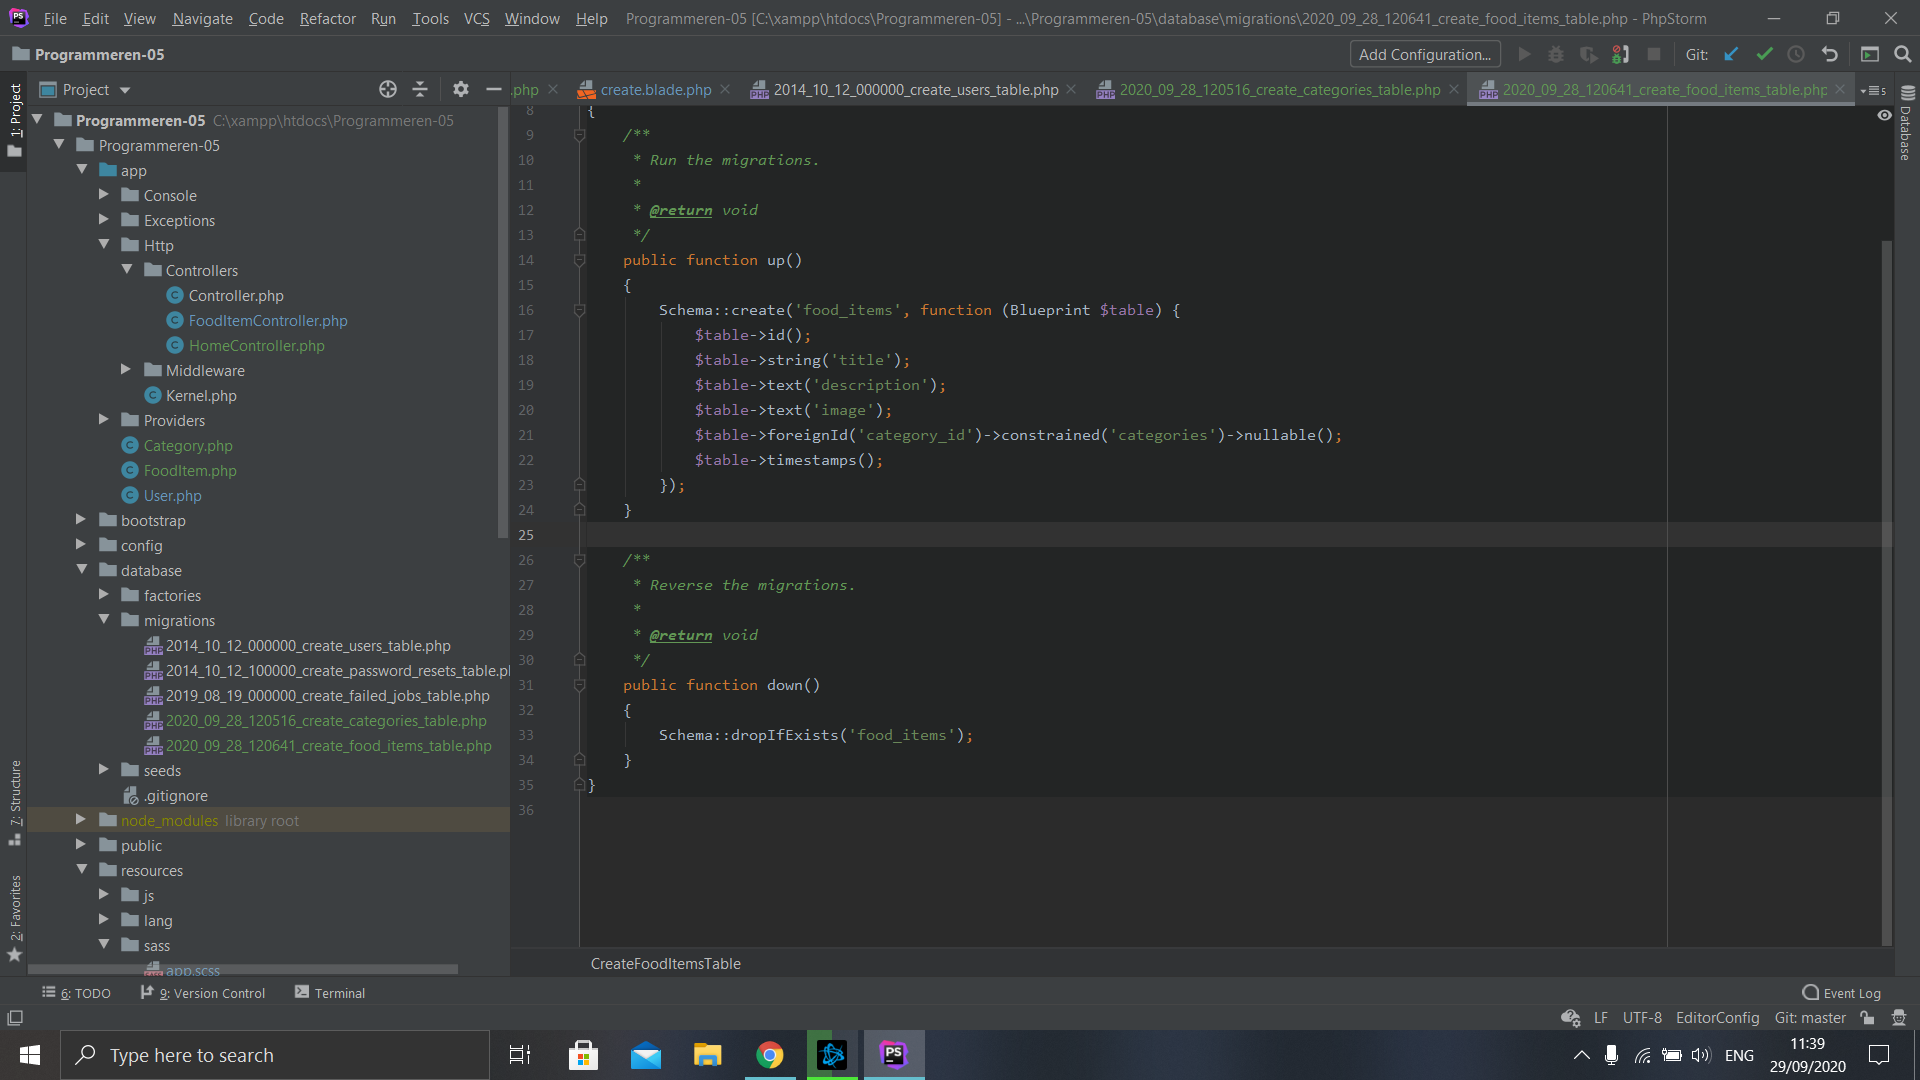 File Edit View Navigate Code Refactor Run Tools VCS Window Help Programmeren-05 [C:\xampp\htdocs\Programmeren-05] - ...\Programmeren-05\database\migrations\2020_09_28_120641_create_food_items_table.php - PhpStorm
Programmeren-05
Add Configuration...
Git:
1: Project
Project
.php
create.blade.php
2014_10_12_000000_create_users_table.php
2020_09_28_120516_create_categories_table.php
2020_09_28_120641_create_food_items_table.php
5
Database
Programmeren-05 C:\xampp\htdocs\Programmeren-05
Programmeren-05
app
Console
Exceptions
Http
Controllers
Controller.php
FoodItemController.php
HomeController.php
Middleware
Kernel.php
Providers
Category.php
FoodItem.php
User.php
bootstrap
config
database
factories
migrations
2014_10_12_000000_create_users_table.php
2014_10_12_100000_create_password_resets_table.p
2019_08_19_000000_create_failed_jobs_table.php
2020_09_28_120516_create_categories_table.php
2020_09_28_120641_create_food_items_table.php
seeds
.gitignore
node_modules library root
public
resources
js
lang
sass
app.scss
7: Structure
2: Favorites
8 {
9 /**
10 * Run the migrations.
11 *
12 * @return void
13 */
14 public function up()
15 {
16 Schema::create('food_items', function (Blueprint $table) {
17 $table->id();
18 $table->string('title');
19 $table->text('description');
20 $table->text('image');
21 $table->foreignId('category_id')->constrained('categories')->nullable();
22 $table->timestamps();
23 });
24 }
25
26 /**
27 * Reverse the migrations.
28 *
29 * @return void
30 */
31 public function down()
32 {
33 Schema::dropIfExists('food_items');
34 }
35 }
36
CreateFoodItemsTable
6: TODO
9: Version Control
Terminal
Event Log
LF UTF-8 EditorConfig Git: master
Type here to search
PS
ENG
11:39
29/09/2020